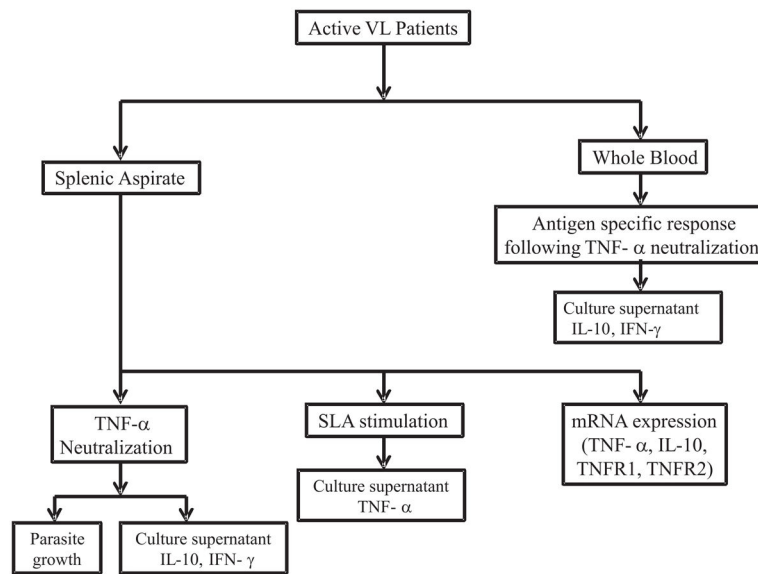 Active VL Patients
Splenic Aspirate
Whole Blood
Antigen specific response
following TNF- α neutralization
Culture supernatant
IL-10, IFN-γ
TNF-α
Neutralization
SLA stimulation
mRNA expression
(TNF- α, IL-10,
TNFR1, TNFR2)
Culture supernatant
TNF- α
Parasite
growth
Culture supernatant
IL-10, IFN- γ